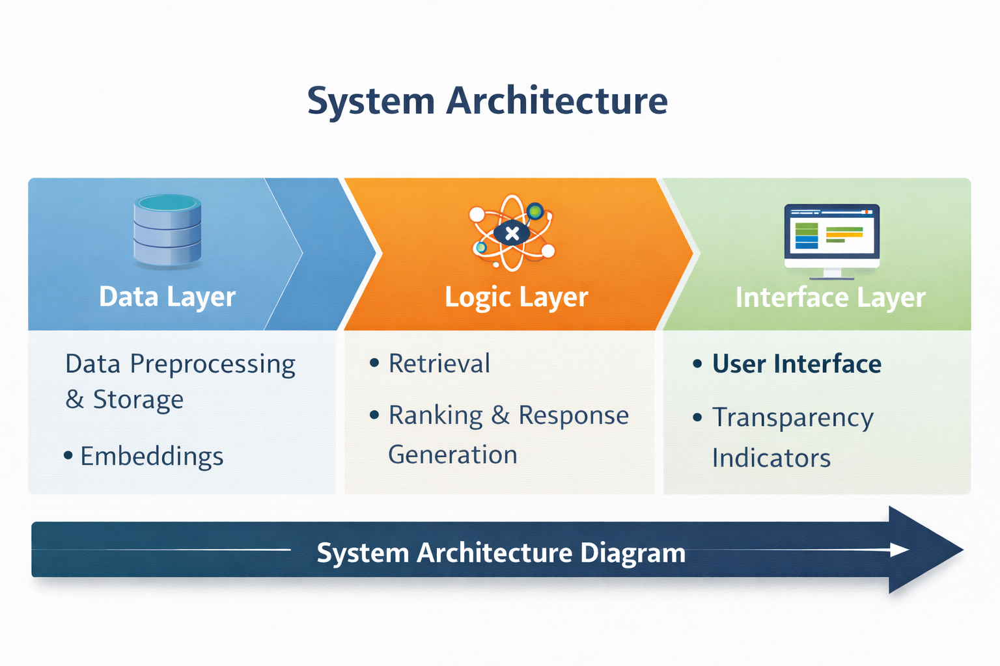 System Architecture
Data Layer
Logic Layer
Interface Layer
Data Preprocessing
& Storage
• Embeddings
• Retrieval
• Ranking & Response
Generation
• User Interface
• Transparency
Indicators
System Architecture Diagram